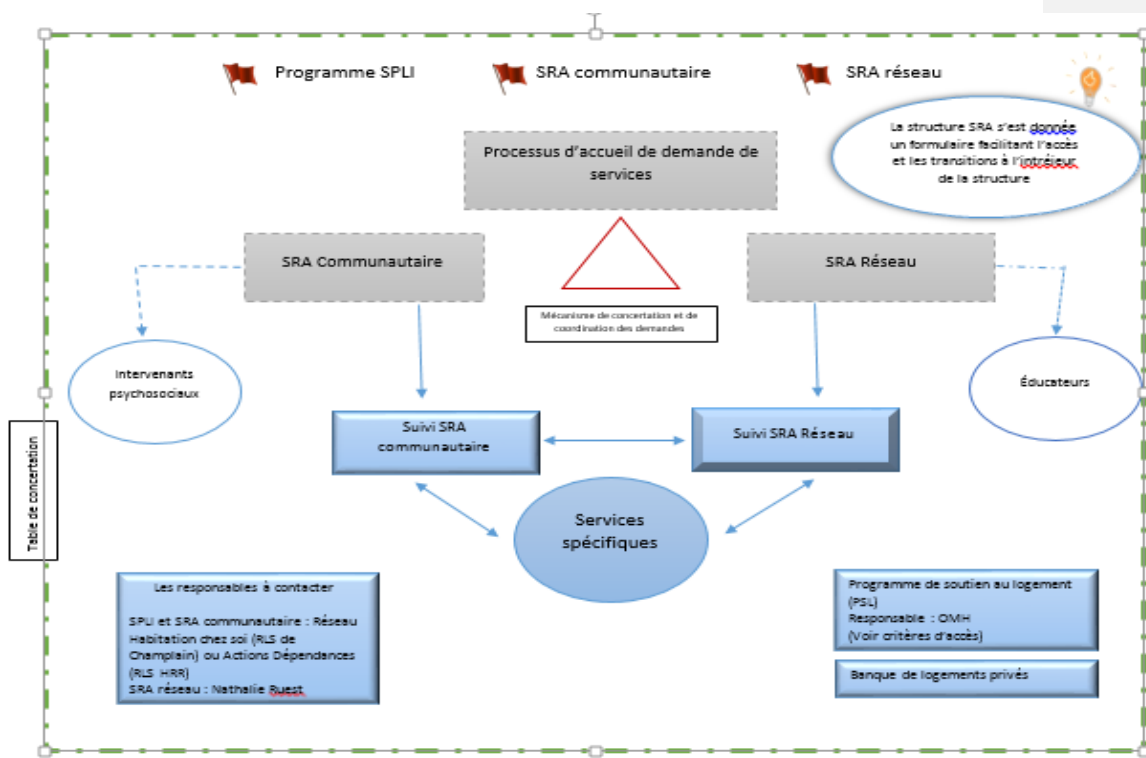 Programme SPLI
SRA communautaire
SRA réseau
La structure SRA s'est donnée
un formulaire facilitant l'accès
et les transitions à l'intréieur
de la structure
Processus d'accueil de demande de
services
SRA Communautaire
SRA Réseau
Mécanisme de concertation et de
coordination des demandes
Intervenants
psychosociaux
Éducateurs
Suivi SRA
communautaire
Suivi SRA Réseau
Table de concertation
Services
spécifiques
Les responsables à contacter
SPLI et SRA communautaire : Réseau
Habitation chez soi (RLS de
Champlain) ou Actions Dépendances
(RLS HRR)
SRA réseau : Nathalie Ruest
Programme de soutien au logement
(PSL)
Responsable : OMH
(Voir critères d'accès)
Banque de logements privés